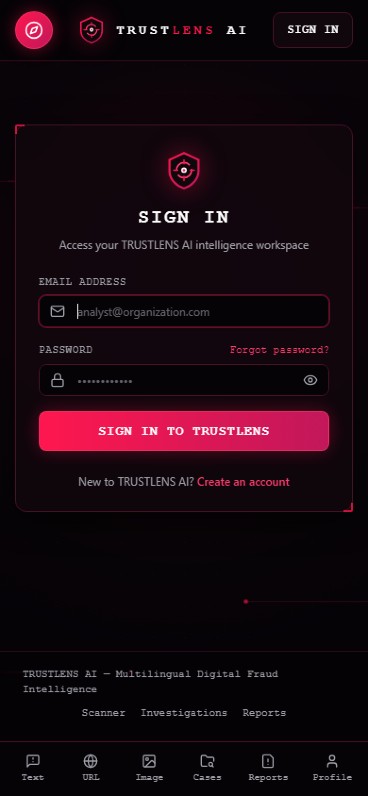 TRUSTLENS AI
SIGN IN
SIGN IN
Access your TRUSTLENS AI intelligence workspace
EMAIL ADDRESS
analyst@organization.com
PASSWORD
Forgot password?
••••••••••••
SIGN IN TO TRUSTLENS
New to TRUSTLENS AI? Create an account
TRUSTLENS AI — Multilingual Digital Fraud
Intelligence
Scanner Investigations Reports
Text URL Image Cases Reports Profile